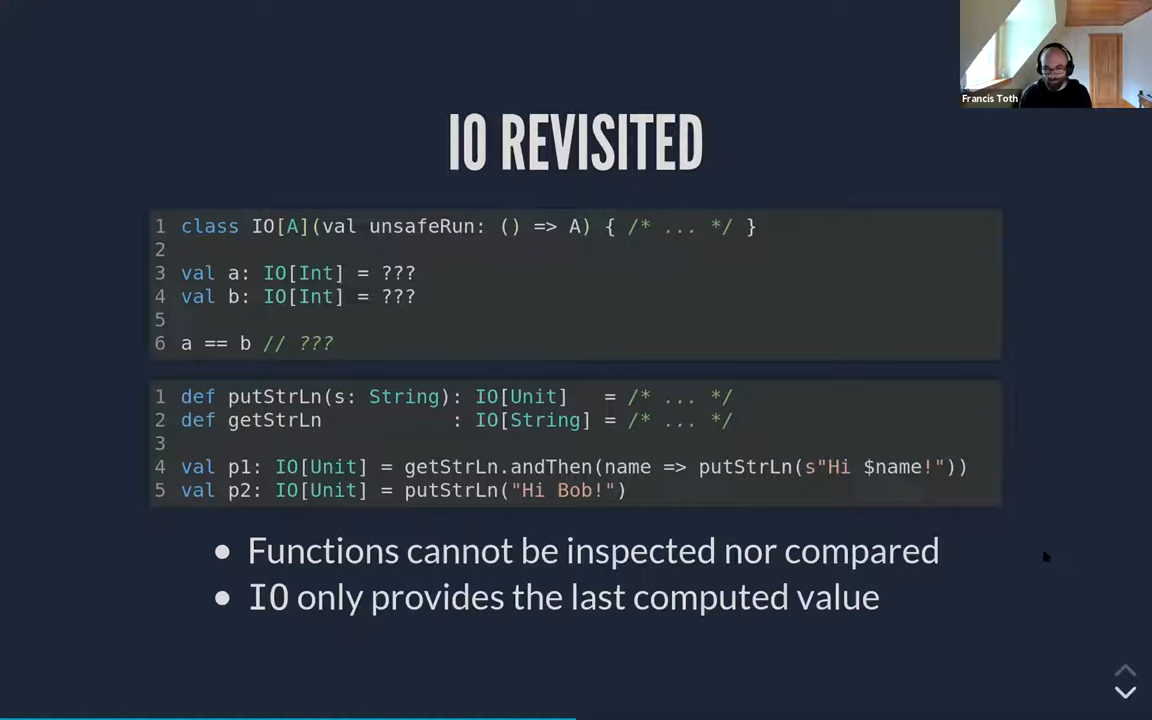 Francis Toth
IO REVISITED
1 class IO[A](val unsafeRun: () => A) { /* ... */ }
2
3 val a: IO[Int] = ???
4 val b: IO[Int] = ???
5
6 a == b // ???
1 def putStrLn(s: String): IO[Unit]   = /* ... */
2 def getStrLn           : IO[String] = /* ... */
3
4 val p1: IO[Unit] = getStrLn.andThen(name => putStrLn(s"Hi $name!"))
5 val p2: IO[Unit] = putStrLn("Hi Bob!")
• Functions cannot be inspected nor compared
• IO only provides the last computed value